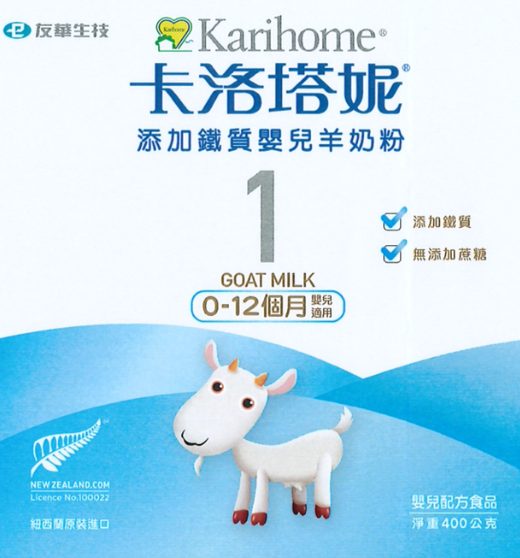 友華生技
Karihome
Karihome®
卡洛塔妮®
添加鐵質嬰兒羊奶粉
1
添加鐵質
無添加蔗糖
GOAT MILK
0-12個月 嬰兒適用
NEWZEALAND.COM
Licence No.100022
紐西蘭原裝進口
嬰兒配方食品
淨重400公克